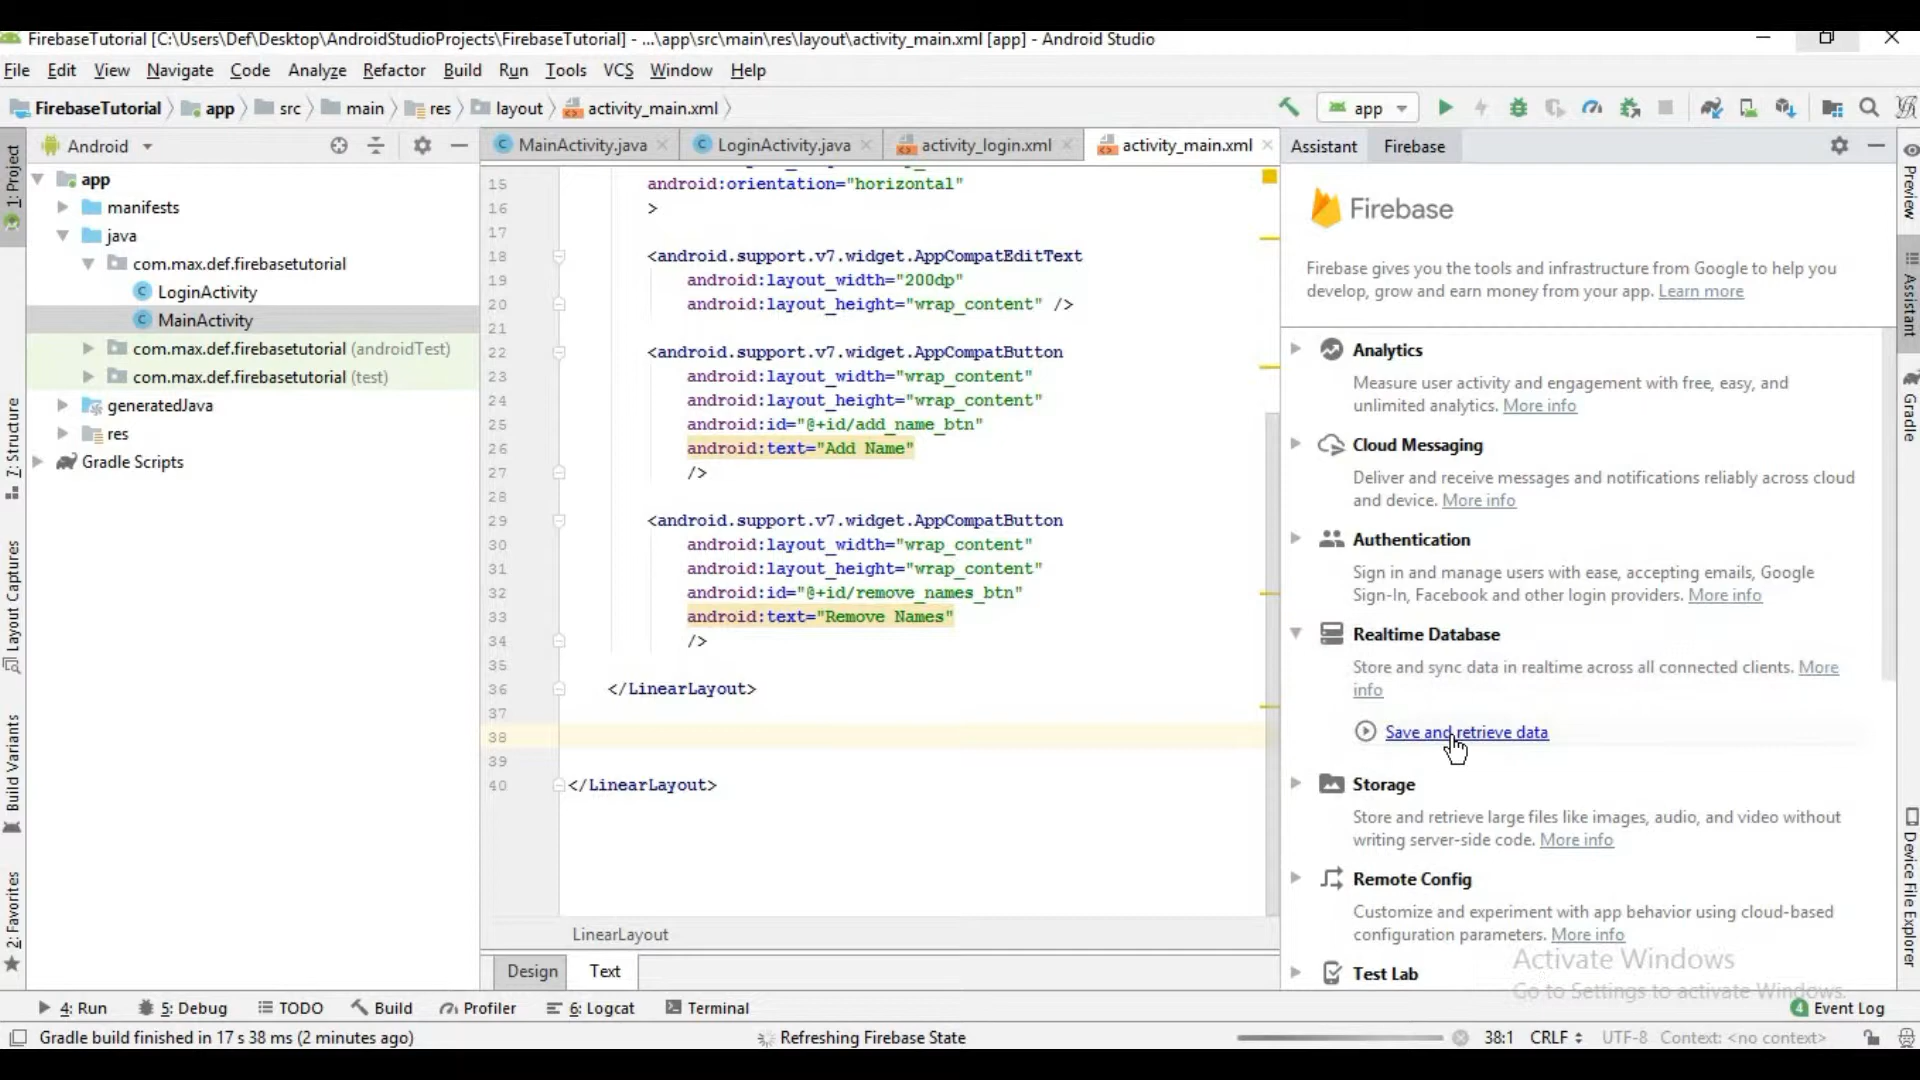 FirebaseTutorial [C:\Users\Def\Desktop\AndroidStudioProjects\FirebaseTutorial] - ...\app\src\main\res\layout\activity_main.xml [app] - Android Studio
File Edit View Navigate Code Analyze Refactor Build Run Tools VCS Window Help
FirebaseTutorial app src main res layout activity_main.xml
app
Android
MainActivity.java LoginActivity.java activity_login.xml activity_main.xml
Assistant Firebase
1: Project
7: Structure
Layout Captures
Build Variants
2: Favorites
app
manifests
java
com.max.def.firebasetutorial
LoginActivity
MainActivity
com.max.def.firebasetutorial (androidTest)
com.max.def.firebasetutorial (test)
generatedJava
res
Gradle Scripts
15 android:orientation="horizontal"
16 >
17
18 <android.support.v7.widget.AppCompatEditText
19 android:layout_width="200dp"
20 android:layout_height="wrap_content" />
21
22 <android.support.v7.widget.AppCompatButton
23 android:layout_width="wrap_content"
24 android:layout_height="wrap_content"
25 android:id="@+id/add_name_btn"
26 android:text="Add Name"
27 />
28
29 <android.support.v7.widget.AppCompatButton
30 android:layout_width="wrap_content"
31 android:layout_height="wrap_content"
32 android:id="@+id/remove_names_btn"
33 android:text="Remove Names"
34 />
35
36 </LinearLayout>
37
38
39
40 </LinearLayout>
LinearLayout
Design Text
Firebase
Firebase gives you the tools and infrastructure from Google to help you
develop, grow and earn money from your app. Learn more
Analytics
Measure user activity and engagement with free, easy, and
unlimited analytics. More info
Cloud Messaging
Deliver and receive messages and notifications reliably across cloud
and device. More info
Authentication
Sign in and manage users with ease, accepting emails, Google
Sign-In, Facebook and other login providers. More info
Realtime Database
Store and sync data in realtime across all connected clients. More
info
Save and retrieve data
Storage
Store and retrieve large files like images, audio, and video without
writing server-side code. More info
Remote Config
Customize and experiment with app behavior using cloud-based
configuration parameters. More info
Test Lab
Activate Windows
Go to Settings to activate Windows.
Preview
Assistant
Gradle
Device File Explorer
4: Run 5: Debug TODO Build Profiler 6: Logcat Terminal 4 Event Log
Gradle build finished in 17 s 38 ms (2 minutes ago) Refreshing Firebase State 38:1 CRLF UTF-8 Context: <no context>